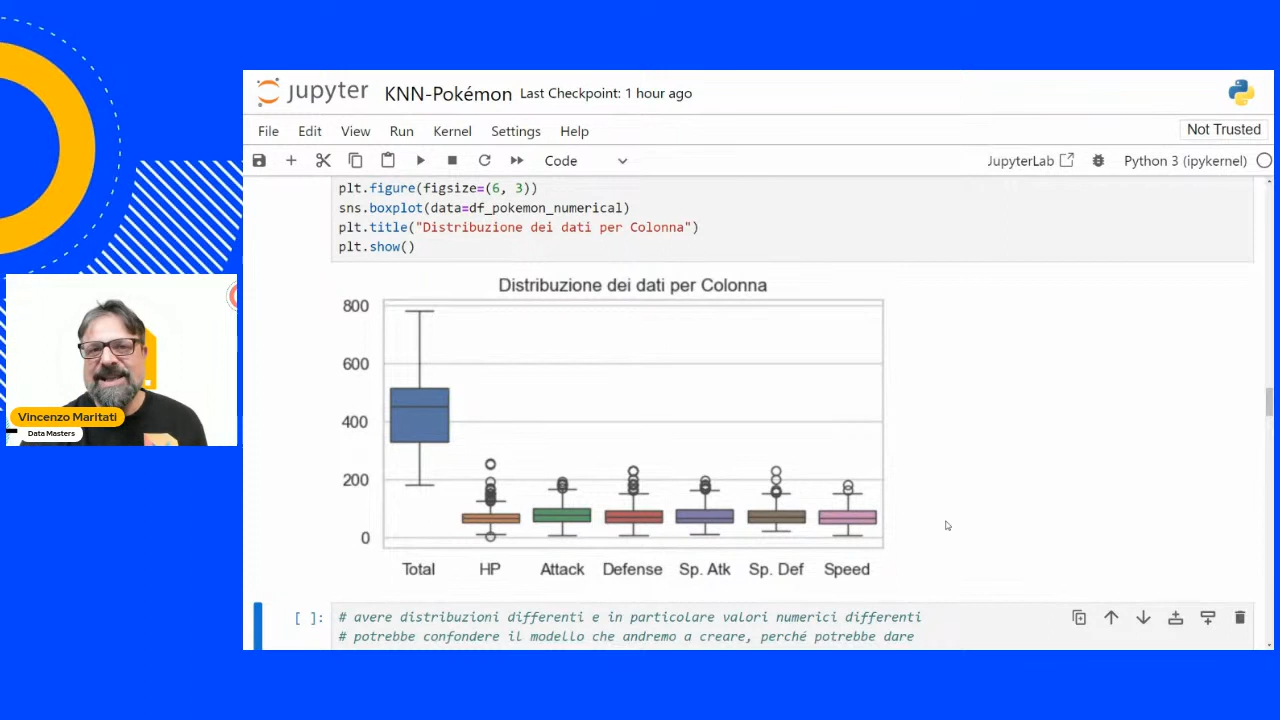 jupyter KNN-Pokémon Last Checkpoint: 1 hour ago
File Edit View Run Kernel Settings Help
Not Trusted
Code
JupyterLab
Python 3 (ipykernel)
plt.figure(figsize=(6, 3))
sns.boxplot(data=df_pokemon_numerical)
plt.title("Distribuzione dei dati per Colonna")
plt.show()
Distribuzione dei dati per Colonna
800
600
400
200
0
Total HP Attack Defense Sp. Atk Sp. Def Speed
[ ]: # avere distribuzioni differenti e in particolare valori numerici differenti
# potrebbe confondere il modello che andremo a creare, perché potrebbe dare
Vincenzo Maritati
Data Masters